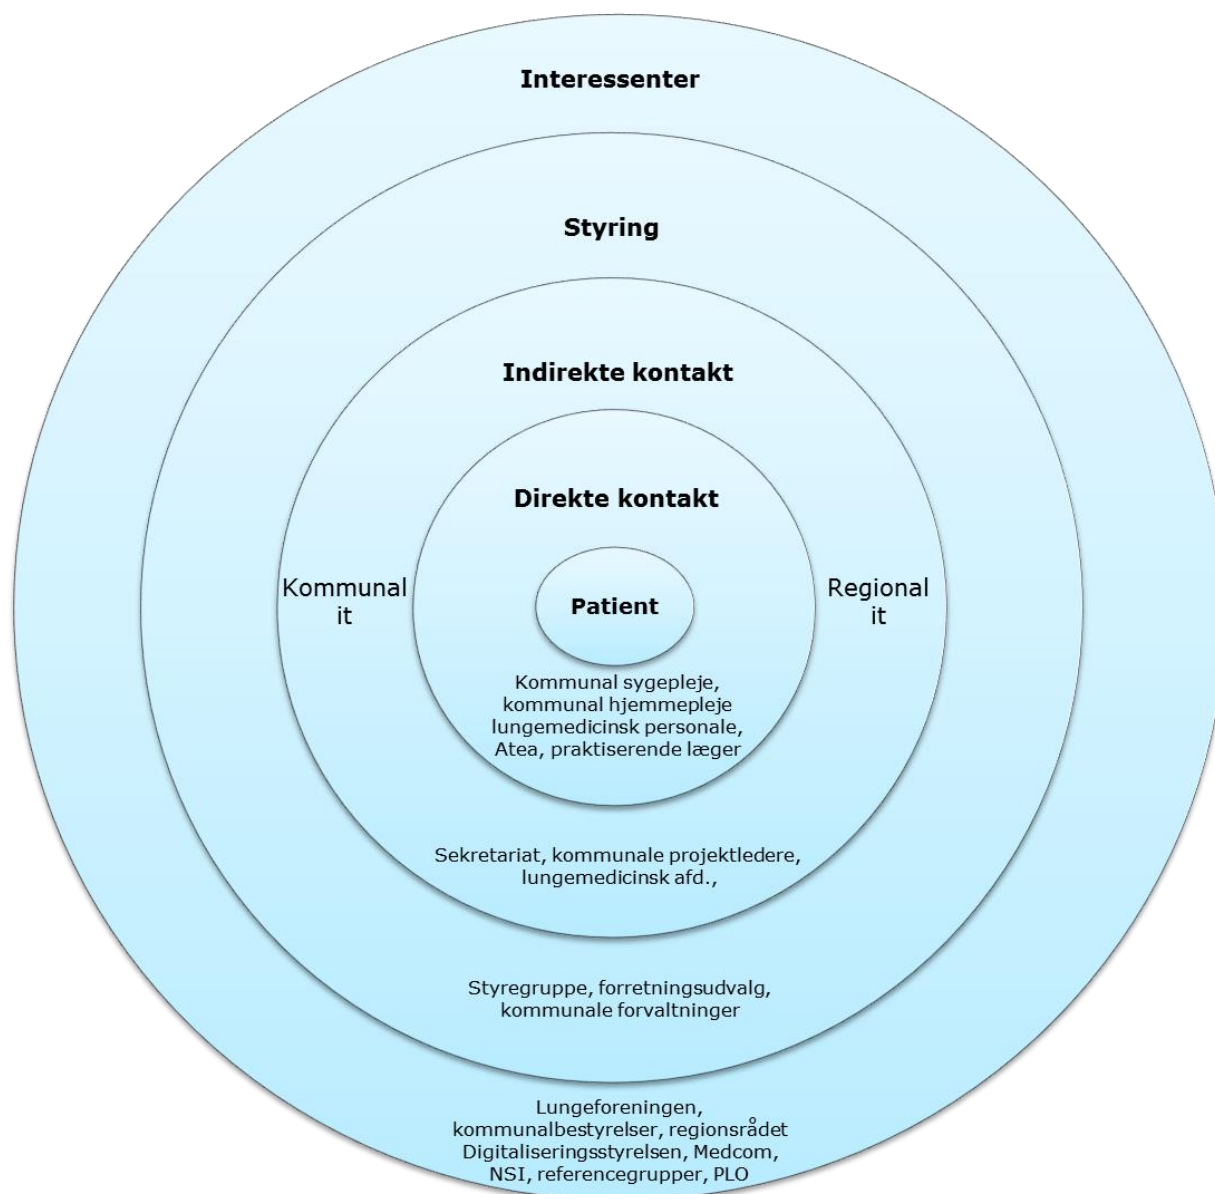 Interessenter
Styring
Indirekte kontakt
Direkte kontakt
Kommunal
it
Patient
Regional
it
Kommunal sygepleje,
kommunal hjemmepleje
lungemedicinsk personale,
Atea, praktiserende læger
Sekretariat, kommunale projektledere,
lungemedicinsk afd.,
Styregruppe, forretningsudvalg,
kommunale forvaltninger
Lungeforeningen,
kommunalbestyrelser, regionsrådet
Digitaliseringsstyrelsen, Medcom,
NSI, referencegrupper, PLO